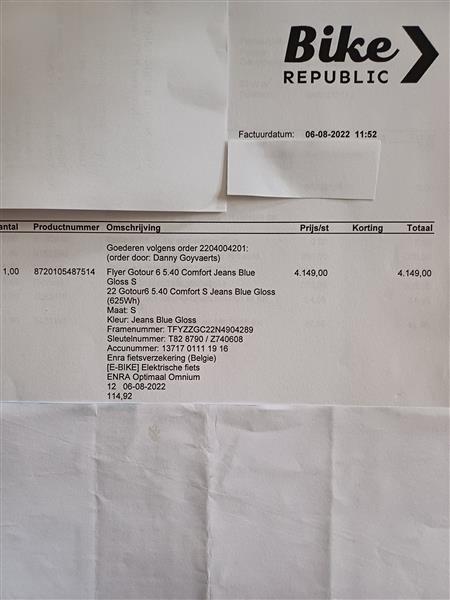 Bike
REPUBLIC
Factuurdatum: 06-08-2022 11:52
antal Productnummer Omschrijving Prijs/st Korting Totaal
Goederen volgens order 2204004201:
(order door: Danny Goyvaerts)
1,00 8720105487514 Flyer Gotour 6 5.40 Comfort Jeans Blue 4.149,00 4.149,00
Gloss S
22 Gotour6 5.40 Comfort S Jeans Blue Gloss
(625Wh)
Maat: S
Kleur: Jeans Blue Gloss
Framenummer: TFYZZGC22N4904289
Sleutelnummer: T82 8790 / Z740608
Accunummer: 13717 0111 19 16
Enra fietsverzekering (Belgie)
[E-BIKE] Elektrische fiets
ENRA Optimaal Omnium
12 06-08-2022
114,92